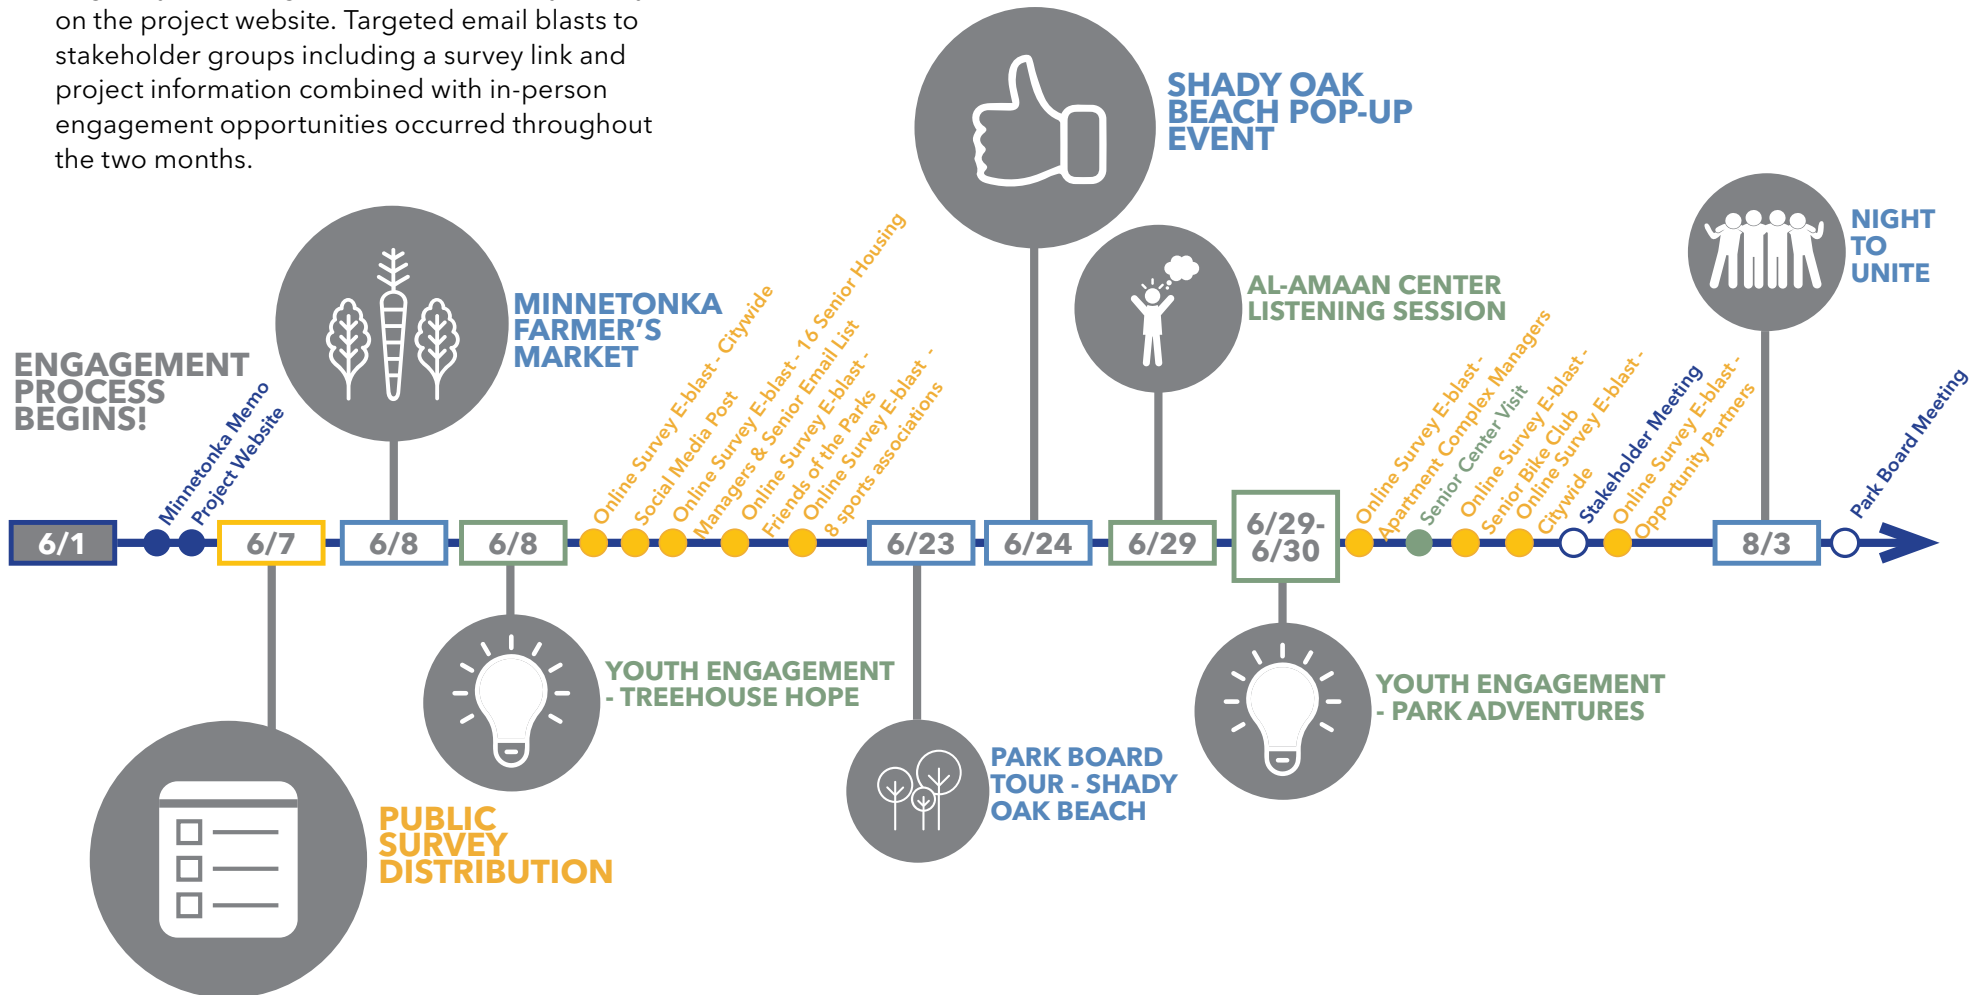 on the project website. Targeted email blasts to
stakeholder groups including a survey link and
project information combined with in-person
engagement opportunities occurred throughout
the two months.
ENGAGEMENT
PROCESS
BEGINS!
6/1
Minnetonka Memo
Project Website
6/7
PUBLIC
SURVEY
DISTRIBUTION
6/8
MINNETONKA
FARMER'S
MARKET
6/8
YOUTH ENGAGEMENT
- TREEHOUSE HOPE
Online Survey E-blast - Citywide
Social Media Post
Online Survey E-blast - 16 Senior Housing
Managers & Senior Email List
Online Survey E-blast -
Friends of the Parks
Online Survey E-blast -
8 sports associations
6/23
PARK BOARD
TOUR - SHADY
OAK BEACH
6/24
SHADY OAK
BEACH POP-UP
EVENT
6/29
AL-AMAAN CENTER
LISTENING SESSION
6/29-
6/30
YOUTH ENGAGEMENT
- PARK ADVENTURES
Online Survey E-blast -
Apartment Complex Managers
Senior Center Visit
Online Survey E-blast -
Senior Bike Club
Online Survey E-blast -
Citywide
Stakeholder Meeting
Online Survey E-blast -
Opportunity Partners
8/3
NIGHT
TO
UNITE
Park Board Meeting